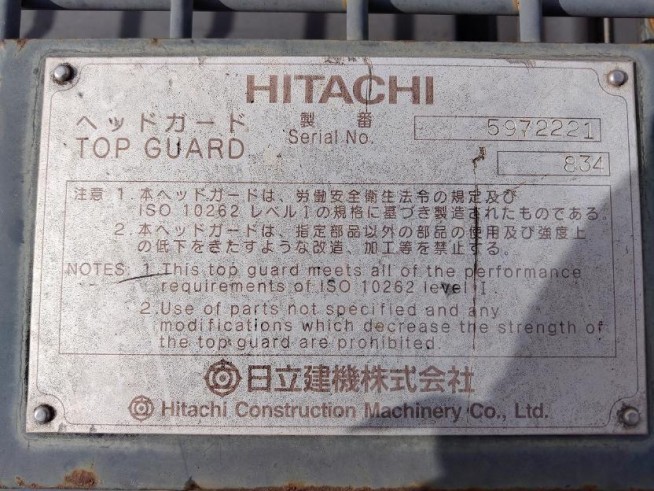 HITACHI
ヘッドガード 製番
TOP GUARD Serial No. 5972221
834
注意 1. 本ヘッドガードは、労働安全衛生法令の規定及び
ISO 10262 レベルIの規格に基づき製造されたものである。
2. 本ヘッドガードは、指定部品以外の部品の使用及び強度上
の低下をきたすような改造、加工等を禁止する。
NOTES. 1. This top guard meets all of the performance
requirements of ISO 10262 level I.
2. Use of parts not specified and any
modifications which decrease the strength of
the top guard are prohibited.
日立建機株式会社
Hitachi Construction Machinery Co., Ltd.